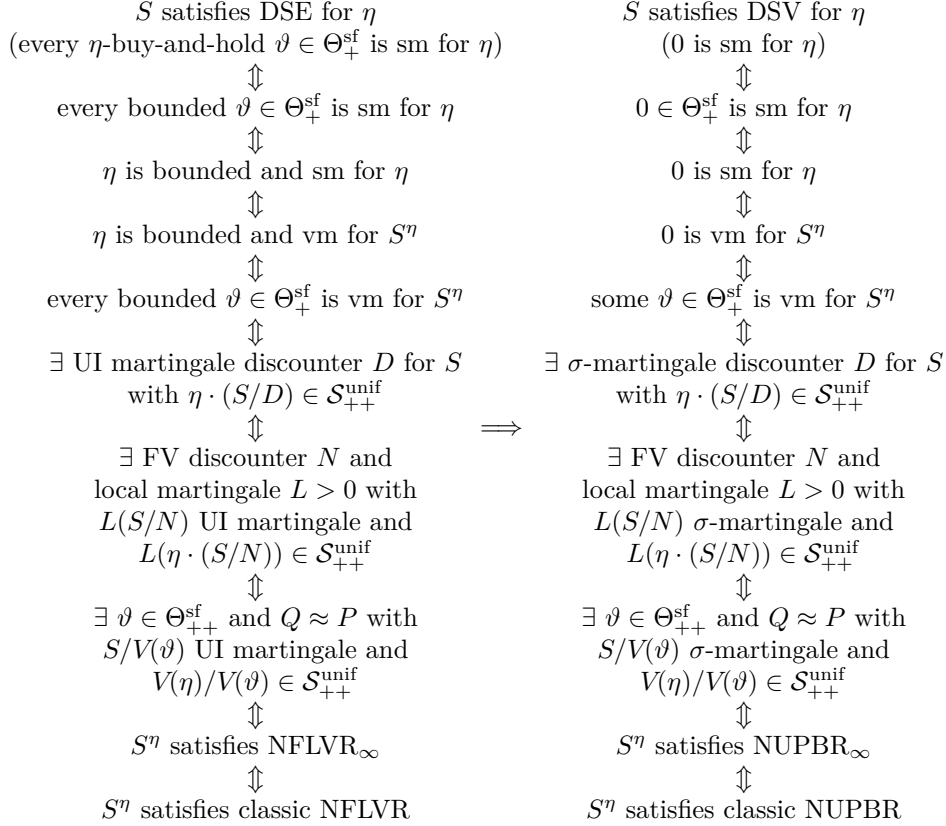 S satisfies DSE for η
(every η-buy-and-hold ϑ ∈ Θ₊ˢᶠ is sm for η)
⇕
every bounded ϑ ∈ Θ₊ˢᶠ is sm for η
⇕
η is bounded and sm for η
⇕
η is bounded and vm for S^η
⇕
every bounded ϑ ∈ Θ₊ˢᶠ is vm for S^η
⇕
∃ UI martingale discounter D for S
with η · (S/D) ∈ 𝒮₊₊ᵘⁿⁱᶠ
⇕
∃ FV discounter N and
local martingale L > 0 with
L(S/N) UI martingale and
L(η · (S/N)) ∈ 𝒮₊₊ᵘⁿⁱᶠ
⇕
∃ ϑ ∈ Θ₊₊ˢᶠ and Q ≈ P with
S/V(ϑ) UI martingale and
V(η)/V(ϑ) ∈ 𝒮₊₊ᵘⁿⁱᶠ
⇕
S^η satisfies NFLVR∞
⇕
S^η satisfies classic NFLVR
⟹
S satisfies DSV for η
(0 is sm for η)
⇕
0 ∈ Θ₊ˢᶠ is sm for η
⇕
0 is sm for η
⇕
0 is vm for S^η
⇕
some ϑ ∈ Θ₊ˢᶠ is vm for S^η
⇕
∃ σ-martingale discounter D for S
with η · (S/D) ∈ 𝒮₊₊ᵘⁿⁱᶠ
⇕
∃ FV discounter N and
local martingale L > 0 with
L(S/N) σ-martingale and
L(η · (S/N)) ∈ 𝒮₊₊ᵘⁿⁱᶠ
⇕
∃ ϑ ∈ Θ₊₊ˢᶠ and Q ≈ P with
S/V(ϑ) σ-martingale and
V(η)/V(ϑ) ∈ 𝒮₊₊ᵘⁿⁱᶠ
⇕
S^η satisfies NUPBR∞
⇕
S^η satisfies classic NUPBR